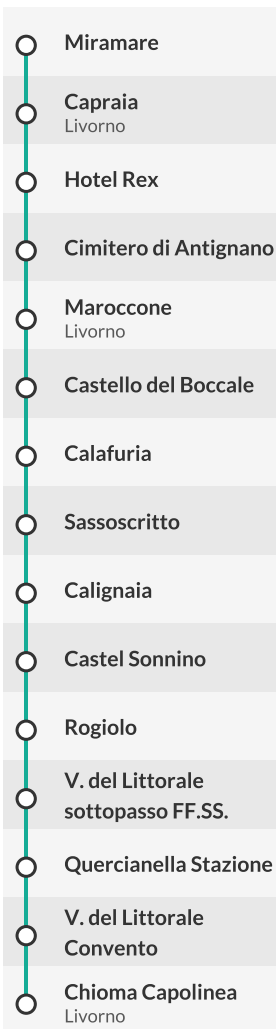 Miramare
Capraia
Livorno
Hotel Rex
Cimitero di Antignano
Maroccone
Livorno
Castello del Boccale
Calafuria
Sassoscritto
Calignaia
Castel Sonnino
Rogiolo
V. del Littorale
sottopasso FF.SS.
Quercianella Stazione
V. del Littorale
Convento
Chioma Capolinea
Livorno